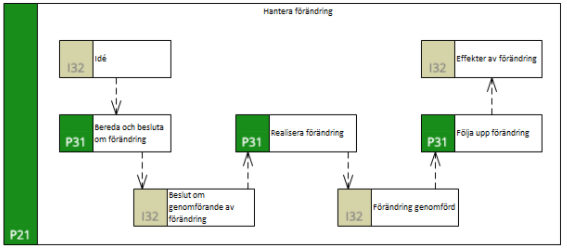 Hantera förändring
I32
Idé
I32
Effekter av förändring
P31
Bereda och besluta
om förändring
P31
Realisera förändring
P31
Följa upp förändring
I32
Beslut om
genomförande av
förändring
I32
Förändring genomförd
P21